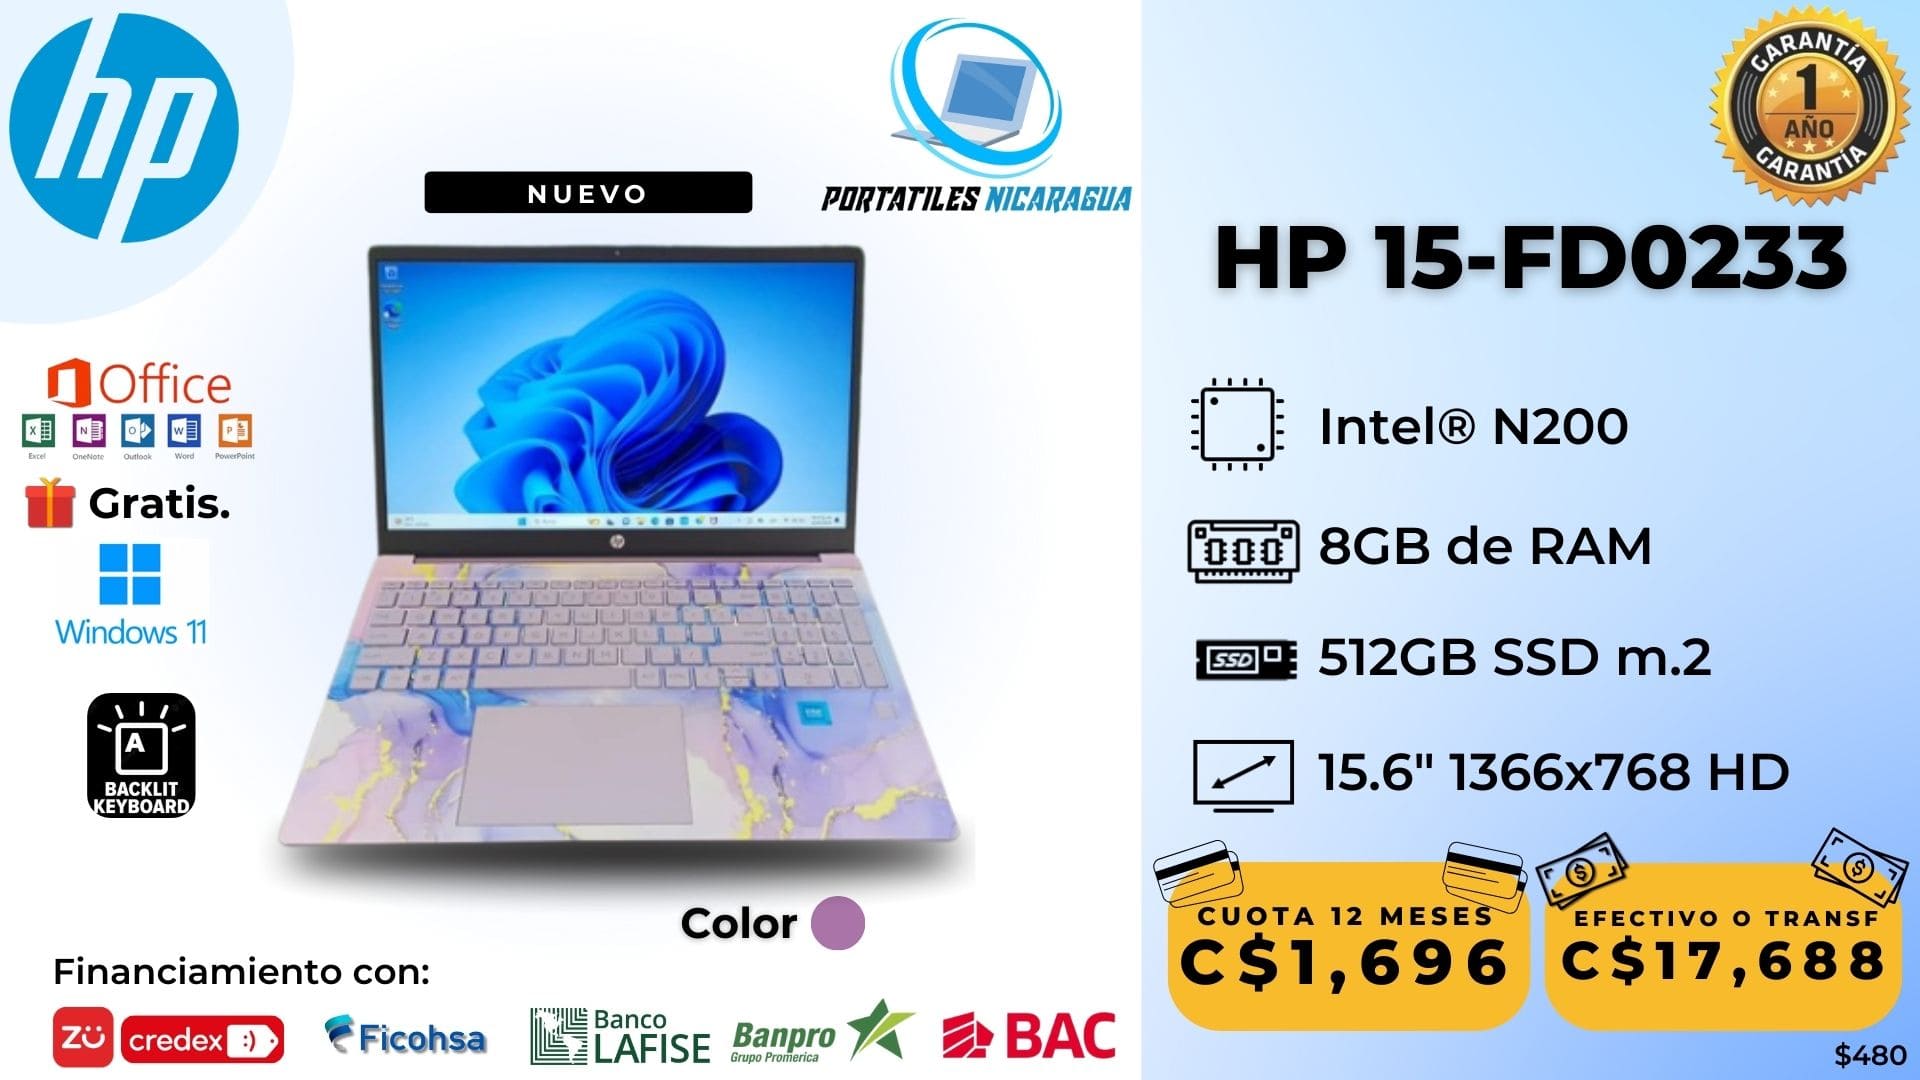 hp
PORTATILES NICARAGUA
NUEVO
Office
Excel
OneNote
Outlook
Word
PowerPoint
Gratis.
Windows 11
A
BACKLIT
KEYBOARD
Color
Financiamiento con:
ZU
credex :)
Ficohsa
Banco
LAFISE
Banpro
Grupo Promerica
BAC
GARANTÍA
1
AÑO
GARANTÍA
HP 15-FD0233
Intel® N200
8GB de RAM
SSD
512GB SSD m.2
15.6" 1366x768 HD
CUOTA 12 MESES
C$1,696
EFECTIVO O TRANSF
C$17,688
$480